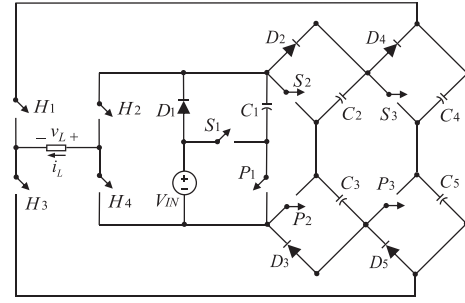 D2
D4
H1
H2
D1
S1
C1
S2
C2
S3
C4
− vL +
iL
H3
H4
VIN
P1
C3
P2
P3
C5
D3
D5